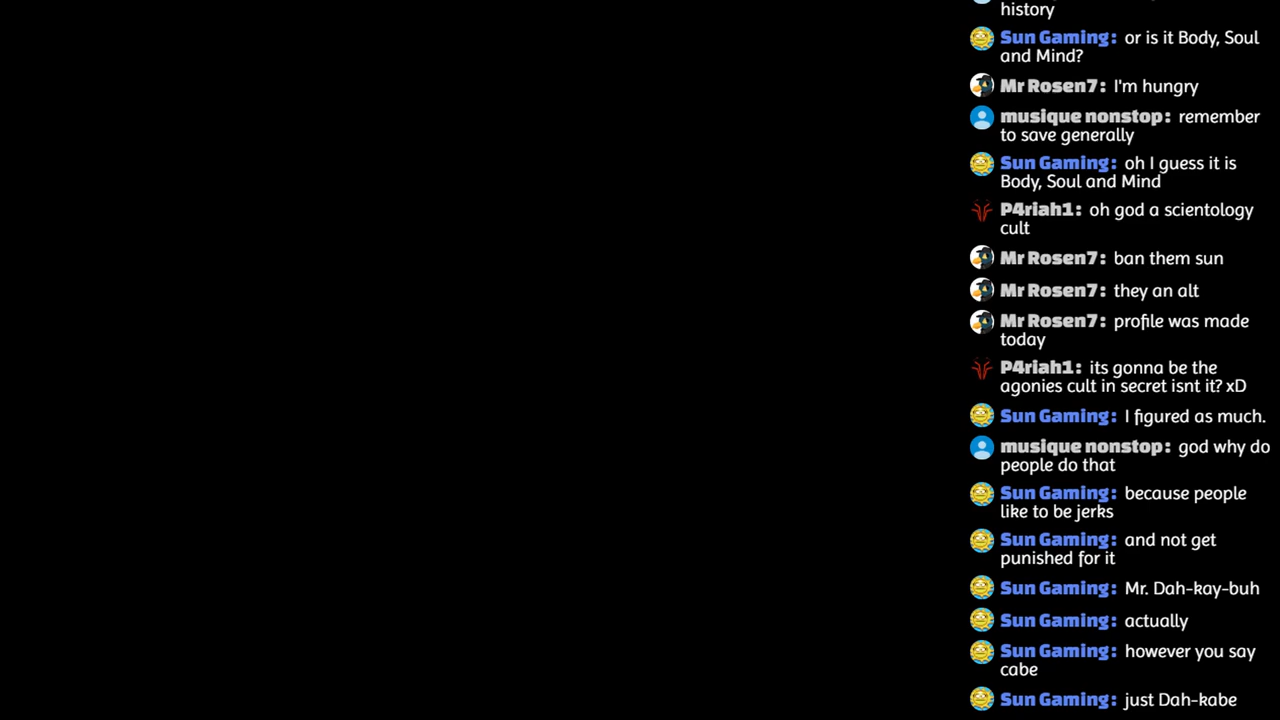 history
Sun Gaming: or is it Body, Soul
and Mind?
Mr Rosen7: I'm hungry
musique nonstop: remember
to save generally
Sun Gaming: oh I guess it is
Body, Soul and Mind
P4riah1: oh god a scientology
cult
Mr Rosen7: ban them sun
Mr Rosen7: they an alt
Mr Rosen7: profile was made
today
P4riah1: its gonna be the
agonies cult in secret isnt it? xD
Sun Gaming: I figured as much.
musique nonstop: god why do
people do that
Sun Gaming: because people
like to be jerks
Sun Gaming: and not get
punished for it
Sun Gaming: Mr. Dah-kay-buh
Sun Gaming: actually
Sun Gaming: however you say
cabe
Sun Gaming: just Dah-kabe